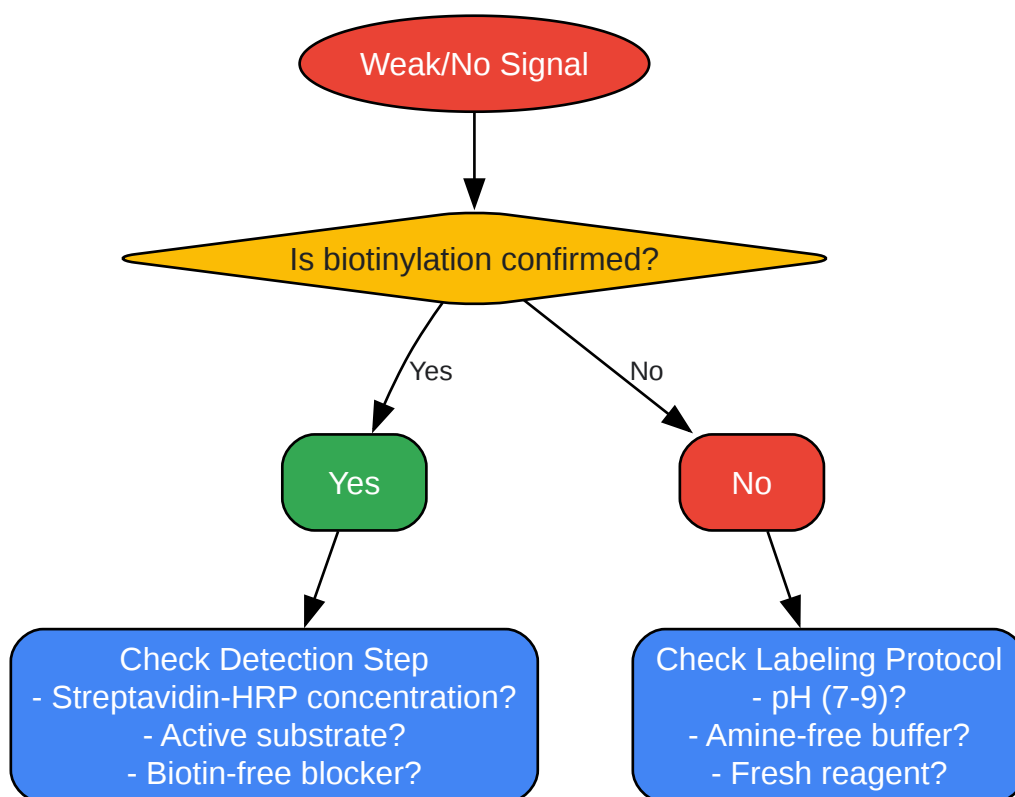 Weak/No Signal
Is biotinylation confirmed?
Yes
No
Yes
No
Check Detection Step
- Streptavidin-HRP concentration?
- Active substrate?
- Biotin-free blocker?
Check Labeling Protocol
- pH (7-9)?
- Amine-free buffer?
- Fresh reagent?